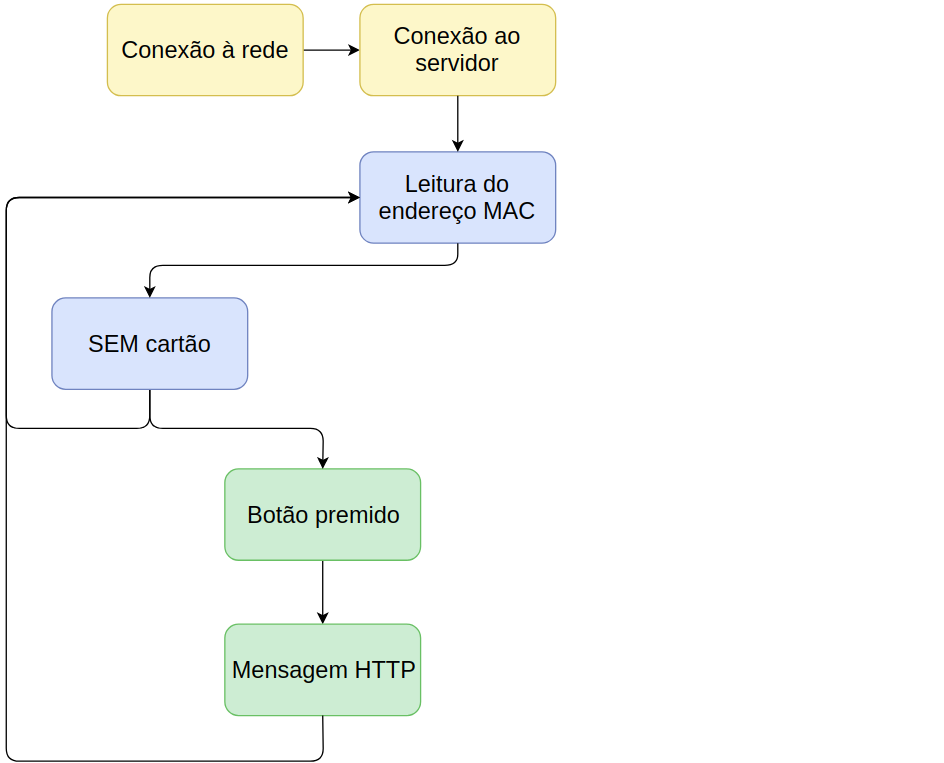 Conexão à rede
Conexão ao
servidor
Leitura do
endereço MAC
SEM cartão
Botão premido
Mensagem HTTP